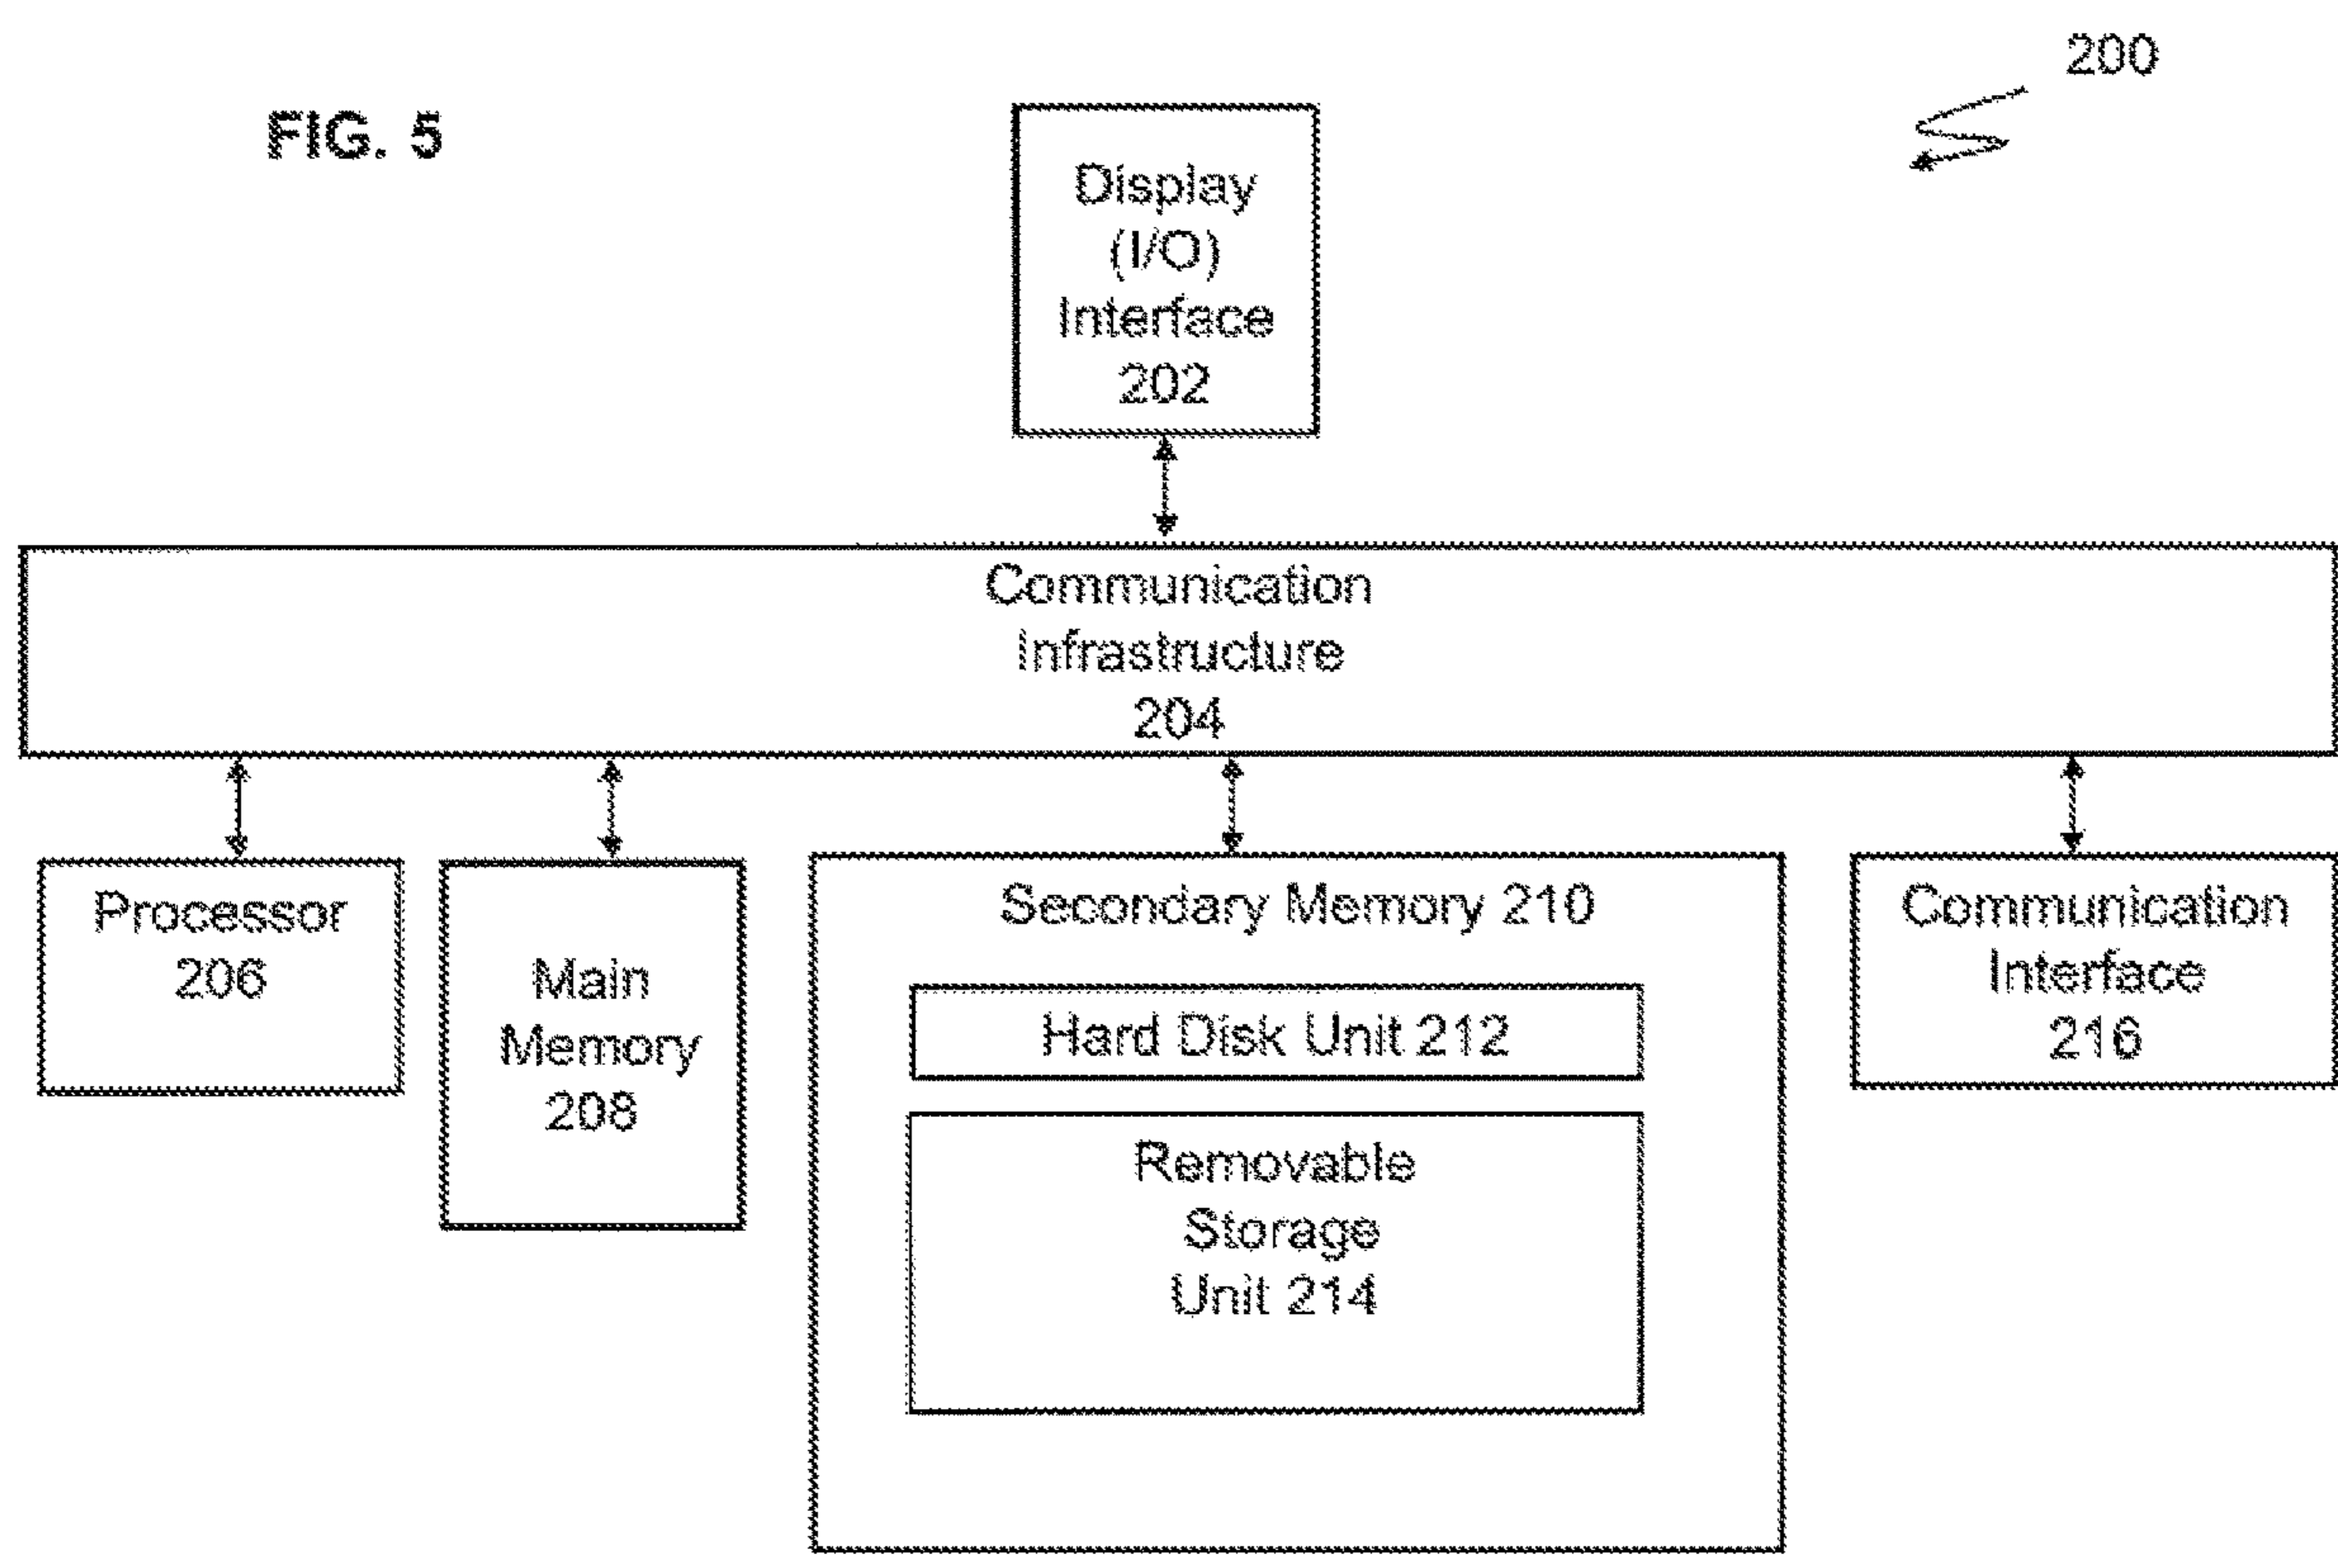 200
FIG. 5
Display
(I/O)
Interface
202
Communication
Infrastructure
204
Processor
206
Main
Memory
208
Secondary Memory 210
Hard Disk Unit 212
Removable
Storage
Unit 214
Communication
Interface
216